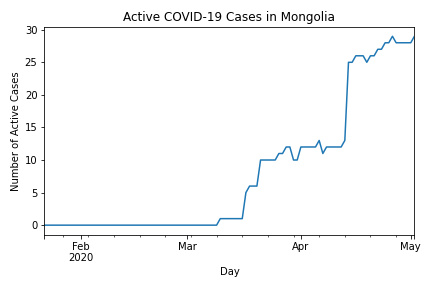 Active COVID-19 Cases in Mongolia
30
25
20
15
10
5
0
Number of Active Cases
Feb
2020
Mar
Apr
May
Day